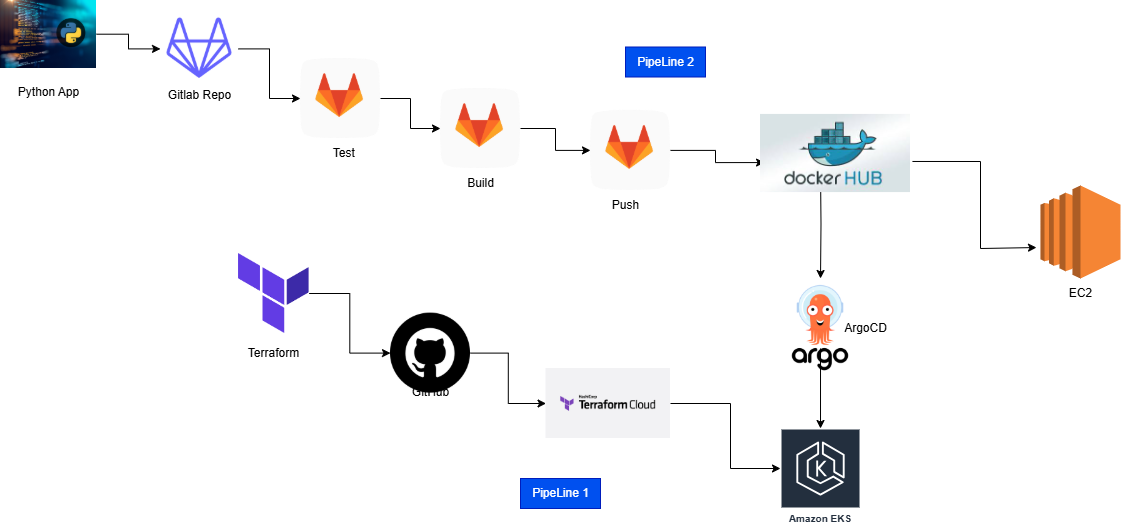 PipeLine 2
Python App
Gitlab Repo
Test
Build
Push
docker HUB
EC2
Terraform
GitHub
HashiCorp
Terraform Cloud
ArgoCD
argo
PipeLine 1
K
Amazon EKS